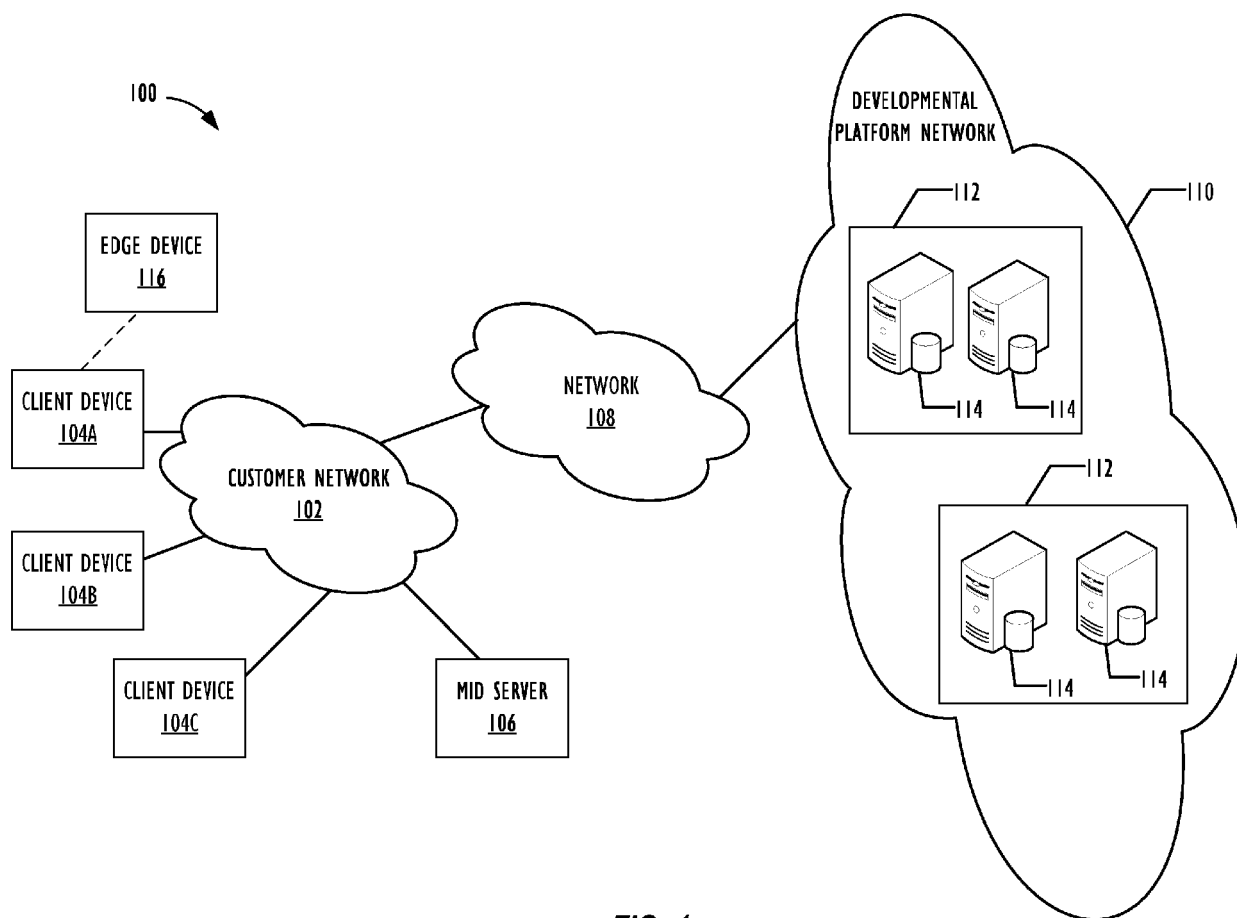 100
DEVELOPMENTAL
PLATFORM NETWORK
112
110
EDGE DEVICE
116
114
114
CLIENT DEVICE
104A
NETWORK
108
CUSTOMER NETWORK
102
112
CLIENT DEVICE
104B
CLIENT DEVICE
104C
MID SERVER
106
114
114